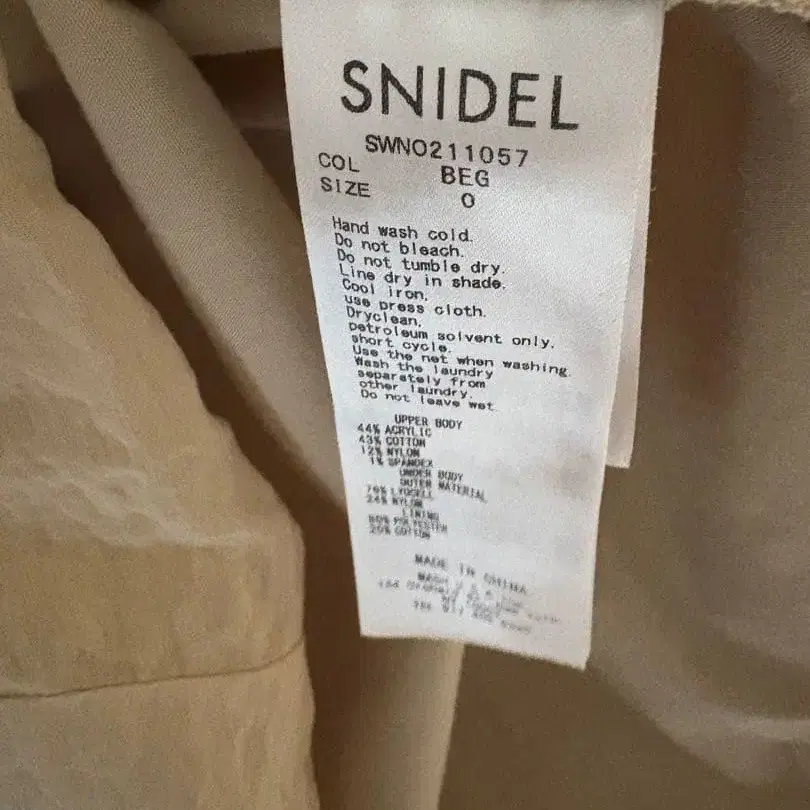 SNIDEL
SWNO211057
COL BEG
SIZE 0
Hand wash cold.
Do not bleach.
Do not tumble dry.
Line dry in shade.
Cool iron,
use press cloth.
Dryclean,
petroleum solvent only.
short cycle.
Use the net when washing.
Wash the laundry
separately from
other laundry.
Do not leave wet
UPPER BODY
44% ACRYLIC
43% COTTON
12% NYLON
1% SPANDEX
UNDER BODY
OUTER MATERIAL
76% LYOCELL
24% NYLON
LINING
80% POLYESTER
20% COTTON
MADE IN CHINA